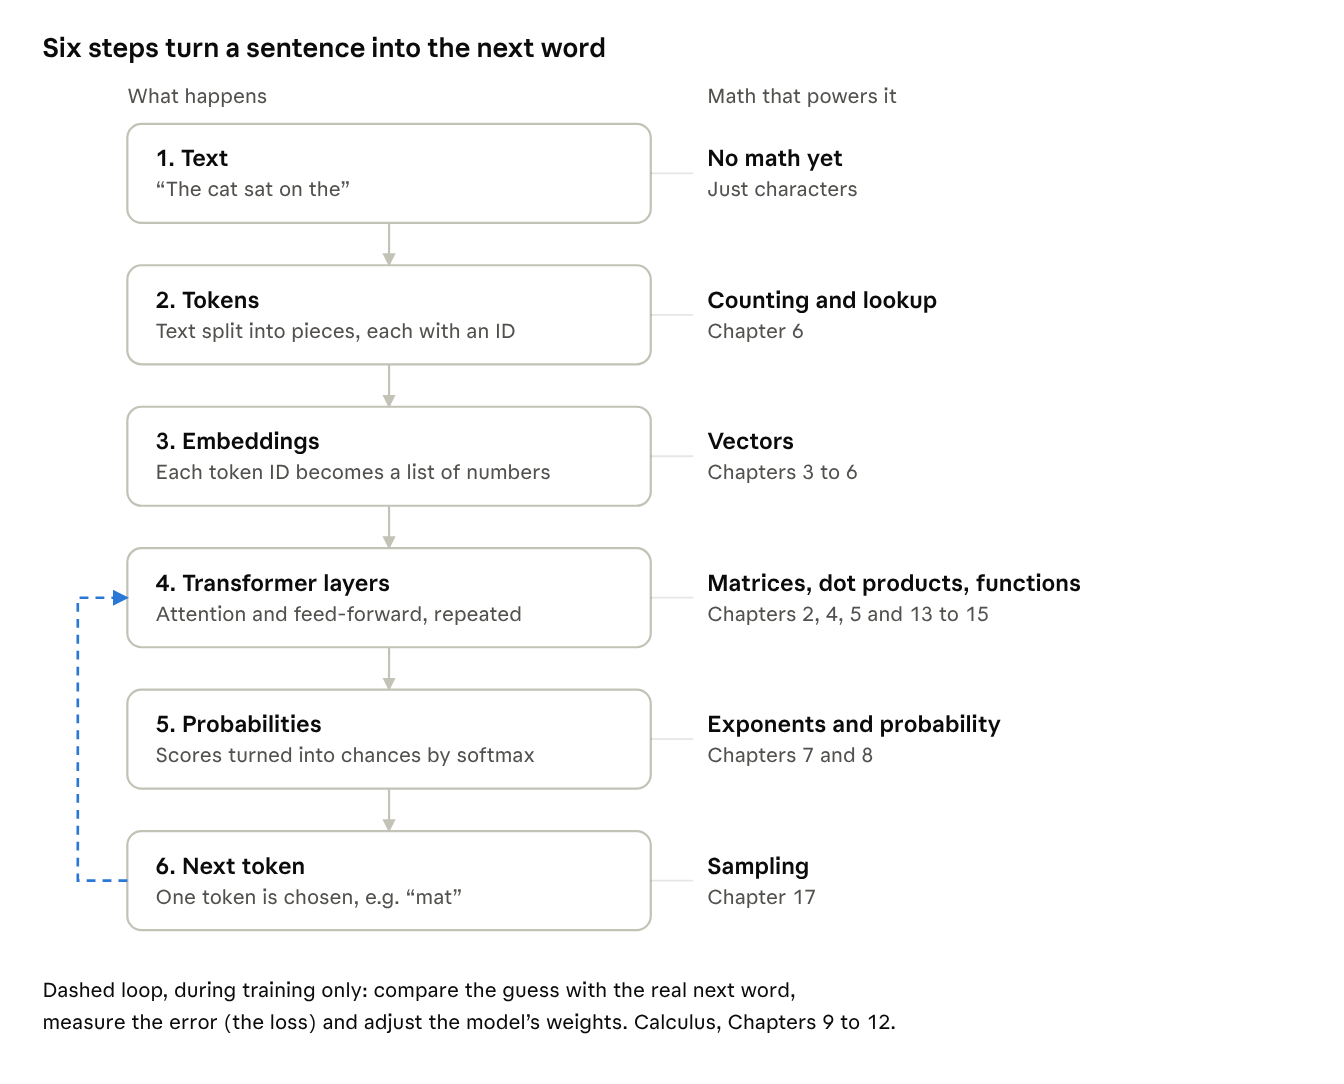 Six steps turn a sentence into the next word
What happens
Math that powers it
1. Text
“The cat sat on the”
No math yet
Just characters
2. Tokens
Text split into pieces, each with an ID
Counting and lookup
Chapter 6
3. Embeddings
Each token ID becomes a list of numbers
Vectors
Chapters 3 to 6
4. Transformer layers
Attention and feed-forward, repeated
Matrices, dot products, functions
Chapters 2, 4, 5 and 13 to 15
5. Probabilities
Scores turned into chances by softmax
Exponents and probability
Chapters 7 and 8
6. Next token
One token is chosen, e.g. “mat”
Sampling
Chapter 17
Dashed loop, during training only: compare the guess with the real next word,
measure the error (the loss) and adjust the model’s weights. Calculus, Chapters 9 to 12.